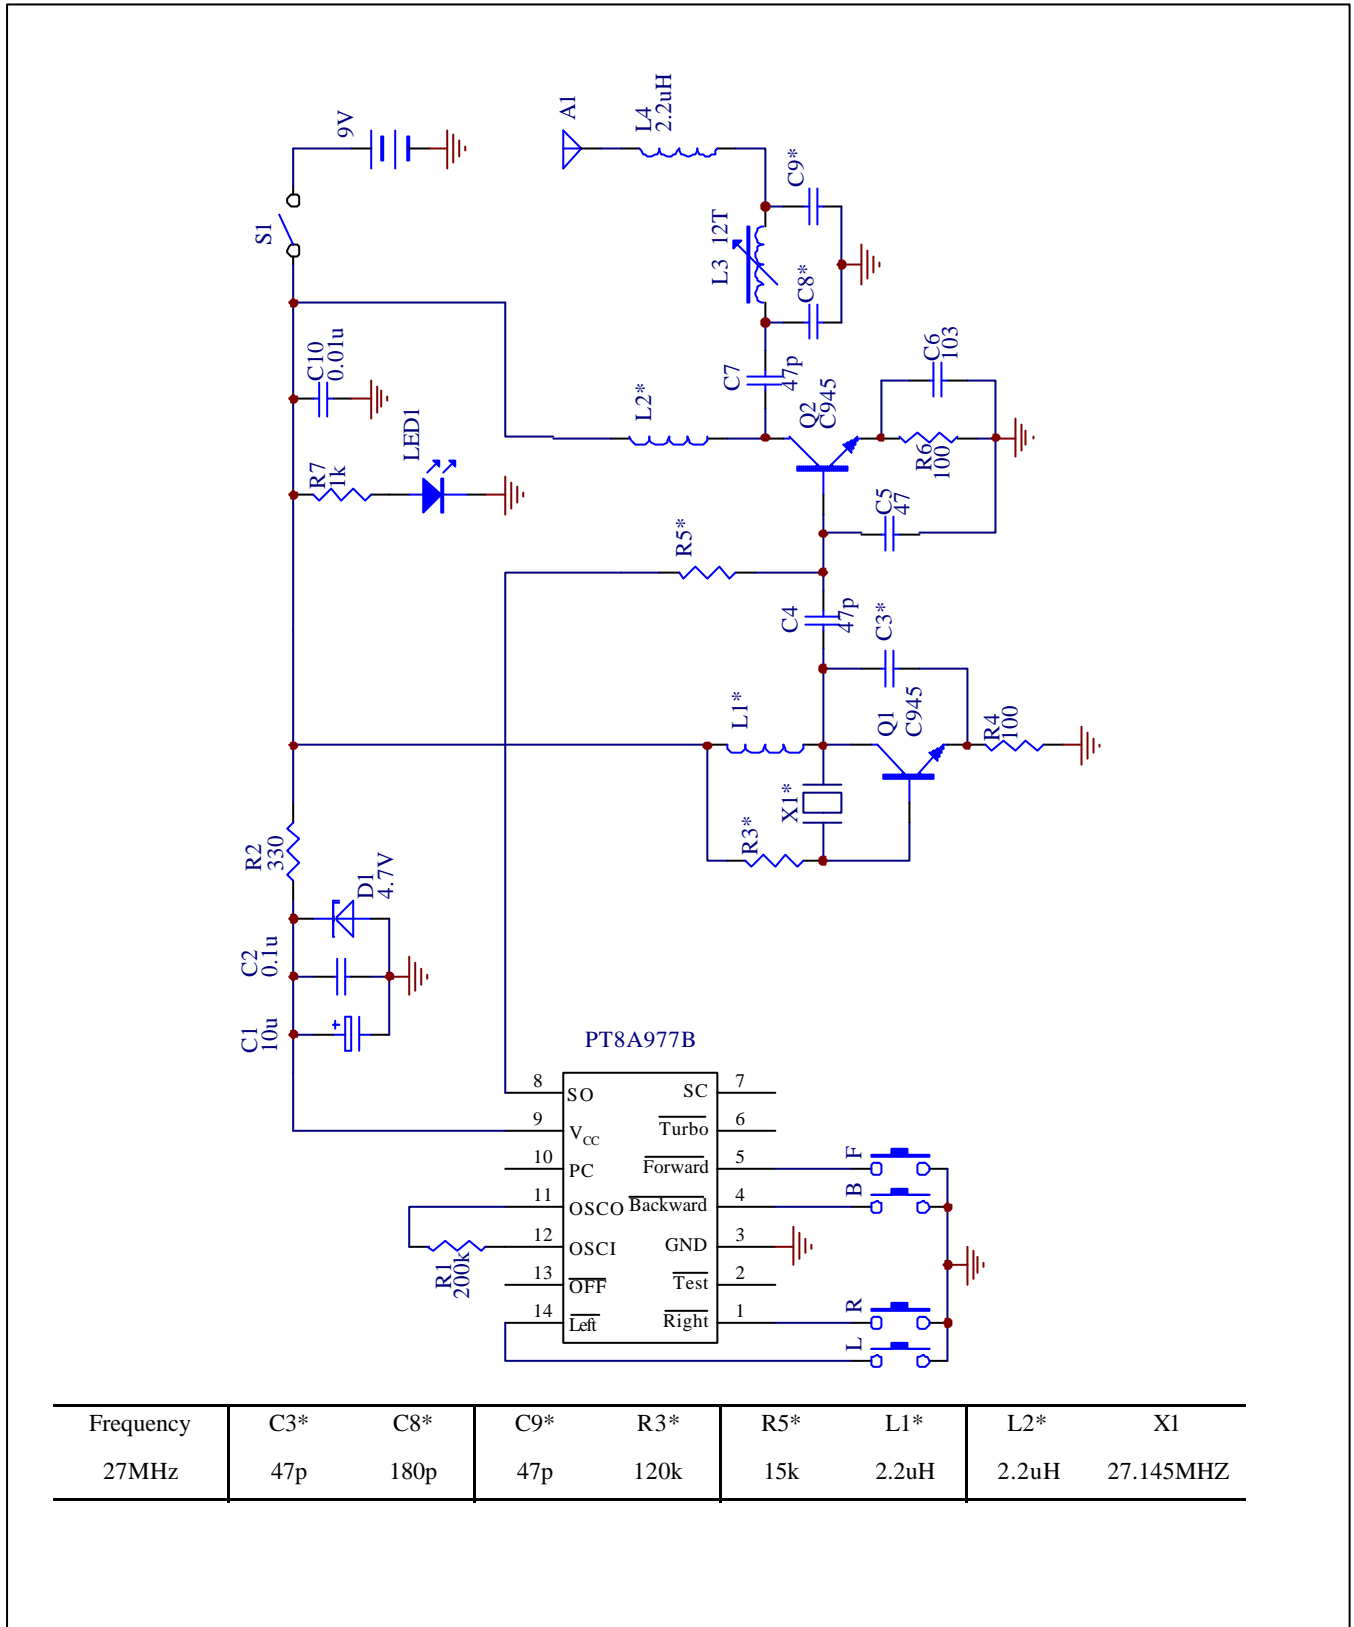 9V
S1
A1
L4
2.2uH
C9*
L3 12T
C8*
C10
0.01u
LED1
R7
1k
L2*
C7
47p
Q2
C945
C6
103
R6
100
C5
47
R5*
C4
47p
C3*
L1*
Q1
C945
R4
100
X1*
R3*
R2
330
D1
4.7V
C2
0.1u
C1
10u
+
PT8A977B
8 SO SC 7
9 VCC Turbo 6
10 PC Forward 5 F
11 OSCO Backward 4 B
12 OSCI GND 3
R1
200k
13 OFF Test 2
14 Left Right 1 R
L
Frequency C3* C8* C9* R3* R5* L1* L2* X1
27MHz 47p 180p 47p 120k 15k 2.2uH 2.2uH 27.145MHZ